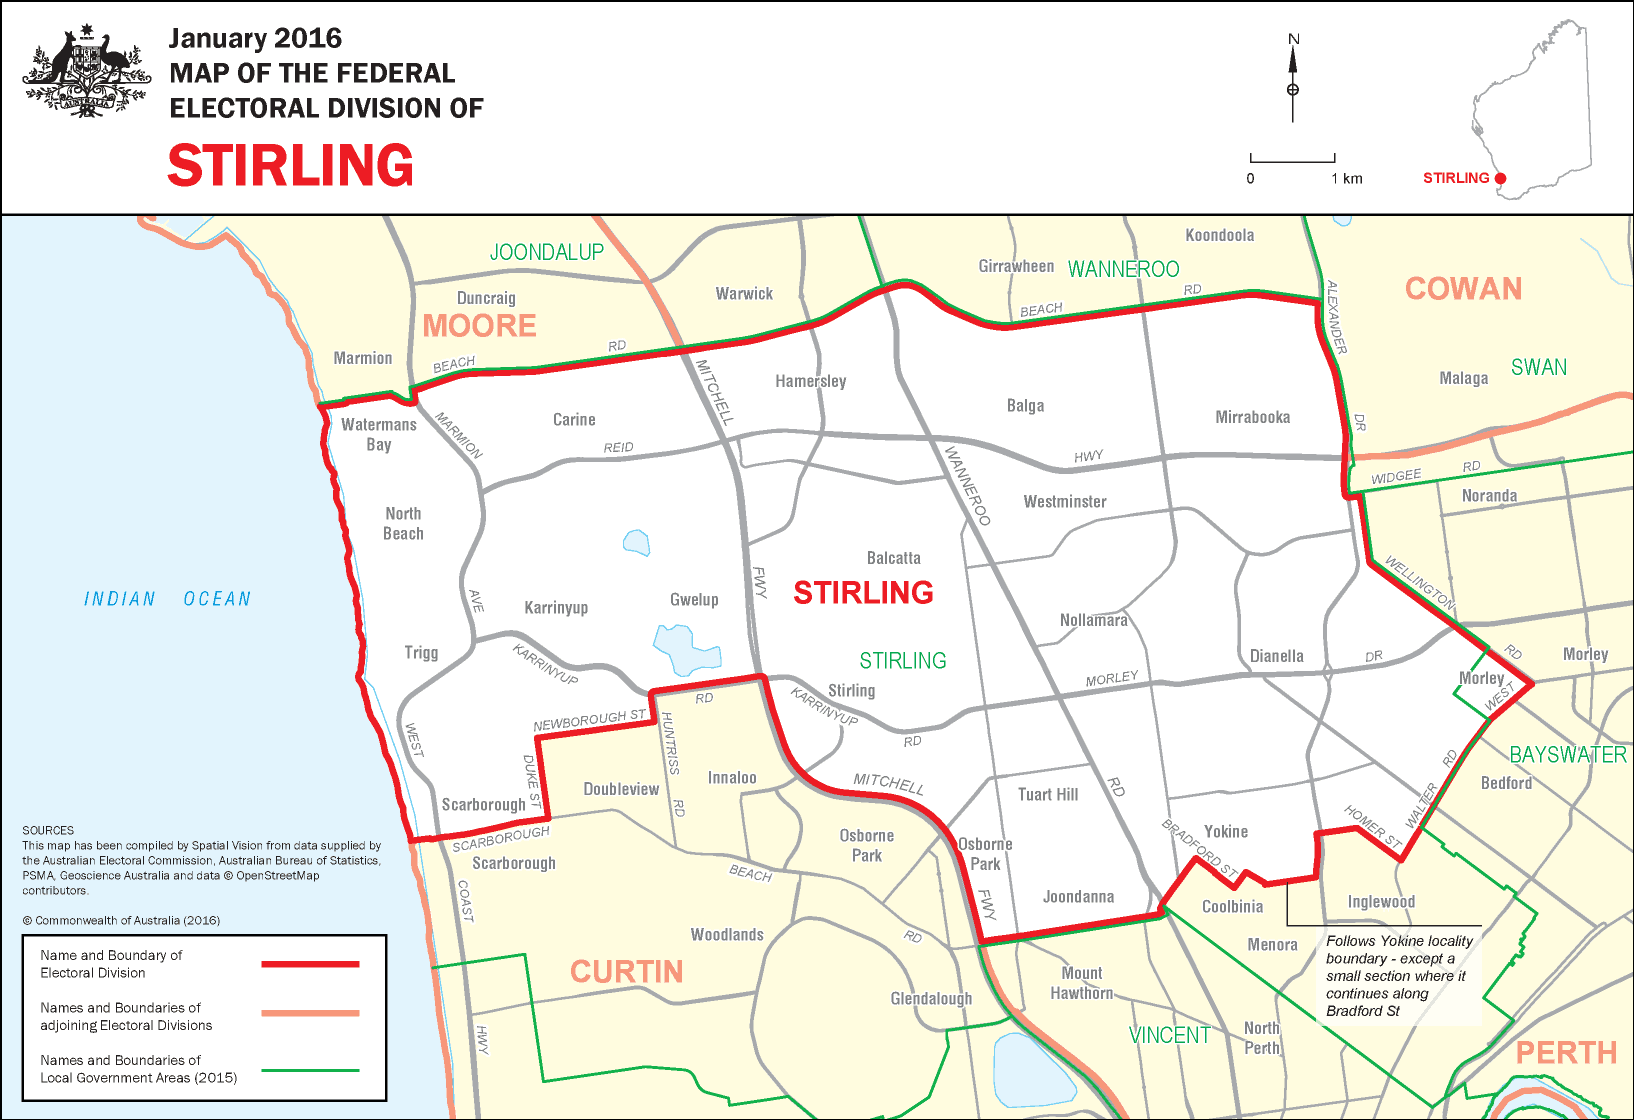 January 2016
MAP OF THE FEDERAL
ELECTORAL DIVISION OF
STIRLING
AUSTRALIA
N
0 1 km
STIRLING
JOONDALUP
Koondoola
Girrawheen
WANNEROO
COWAN
Duncraig
Warwick
MOORE
BEACH
RD
ALEXANDER
DR
Marmion
BEACH
RD
SWAN
Malaga
MITCHELL
FWY
Hamersley
Balga
Mirrabooka
Watermans
Bay
MARMION
AVE
Carine
REID
HWY
WANNEROO
RD
WIDGEE
RD
Noranda
Westminster
North
Beach
Balcatta
STIRLING
WELLINGTON
RD
INDIAN OCEAN
Karrinyup
Gwelup
Nollamara
STIRLING
Trigg
KARRINYUP
RD
Dianella
Morley
Morley
Stirling
KARRINYUP
RD
MORLEY
DR
WEST
NEWBOROUGH ST
HUNTRISS
RD
WEST
COAST
HWY
DUKE ST
Innaloo
Doubleview
MITCHELL
FWY
BAYSWATER
Bedford
WALTER
RD
Tuart Hill
Scarborough
SCARBOROUGH
BEACH
RD
Scarborough
Osborne
Park
Osborne
Park
Yokine
BRADFORD ST
HOMER ST
Joondanna
Coolbinia
Inglewood
Woodlands
Menora
CURTIN
Glendalough
Mount
Hawthorn
VINCENT
North
Perth
PERTH
Follows Yokine locality
boundary - except a
small section where it
continues along
Bradford St
SOURCES
This map has been compiled by Spatial Vision from data supplied by
the Australian Electoral Commission, Australian Bureau of Statistics,
PSMA, Geoscience Australia and data © OpenStreetMap
contributors.
© Commonwealth of Australia (2016)
Name and Boundary of
Electoral Division
Names and Boundaries of
adjoining Electoral Divisions
Names and Boundaries of
Local Government Areas (2015)